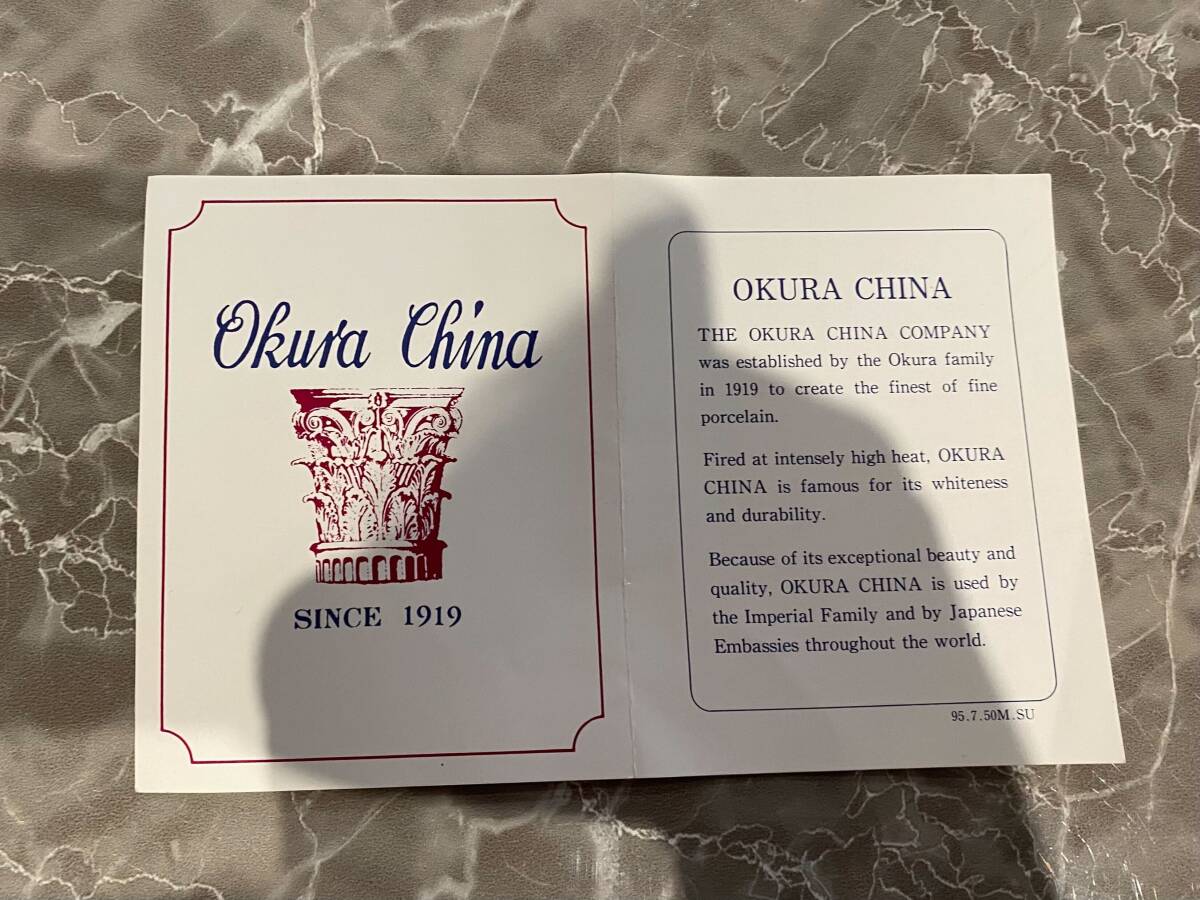 Okura China
SINCE 1919
OKURA CHINA
THE OKURA CHINA COMPANY
was established by the Okura family
in 1919 to create the finest of fine
porcelain.
Fired at intensely high heat, OKURA
CHINA is famous for its whiteness
and durability.
Because of its exceptional beauty and
quality, OKURA CHINA is used by
the Imperial Family and by Japanese
Embassies throughout the world.
95.7.50M.SU